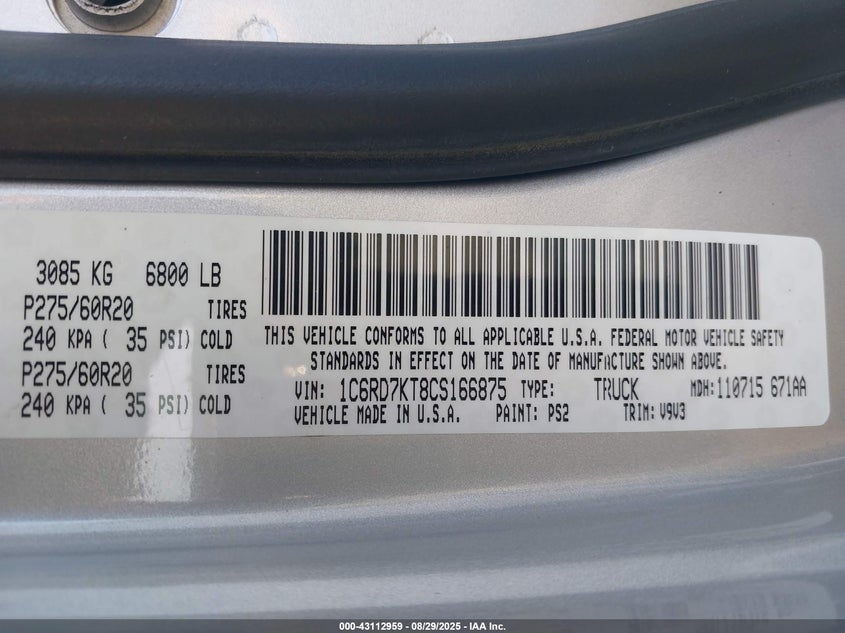 3085 KG 6800 LB
P275/60R20 TIRES
240 KPA ( 35 PSI) COLD
P275/60R20 TIRES
240 KPA ( 35 PSI) COLD
THIS VEHICLE CONFORMS TO ALL APPLICABLE U.S.A. FEDERAL MOTOR VEHICLE SAFETY
STANDARDS IN EFFECT ON THE DATE OF MANUFACTURE SHOWN ABOVE.
VIN: 1C6RD7KT8CS166875 TYPE: TRUCK MDH:110715 671AA
VEHICLE MADE IN U.S.A. PAINT: PS2 TRIM: V9V3
000-43112959 - 08/29/2025 - IAA Inc.